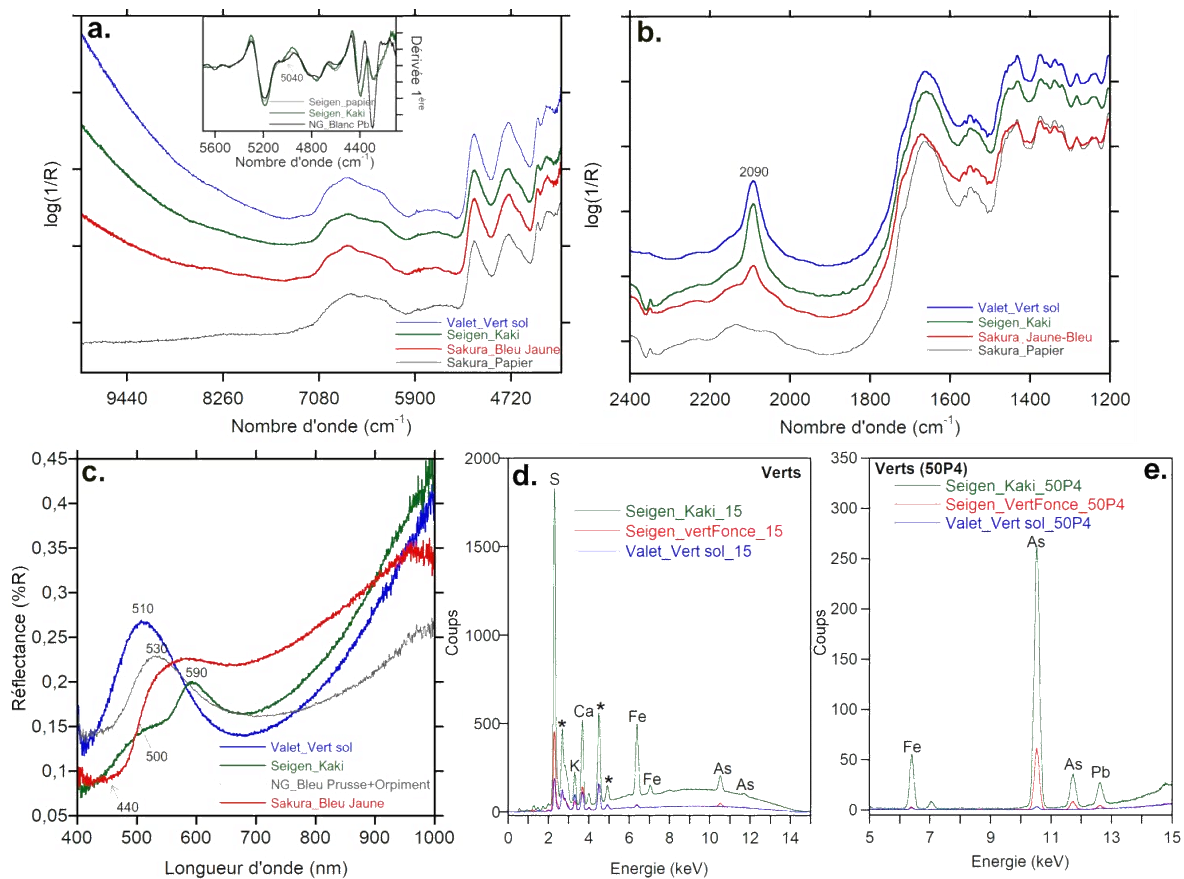 a.
Dérivée 1ère
5040
Seigen_papier
Seigen_Kaki
NG_Blanc Pb
5600 5200 4800 4400
Nombre d'onde (cm-1)
log(1/R)
Valet_Vert sol
Seigen_Kaki
Sakura_Bleu Jaune
Sakura_Papier
9440 8260 7080 5900 4720
Nombre d'onde (cm-1)
b.
2090
log(1/R)
Valet_Vert sol
Seigen_Kaki
Sakura_Jaune-Bleu
Sakura_Papier
2400 2200 2000 1800 1600 1400 1200
Nombre d'onde (cm-1)
c.
0,45
0,4
0,35
0,3
0,25
0,2
0,15
0,1
0,05
Réflectance (%R)
510
530
590
500
440
Valet_Vert sol
Seigen_Kaki
NG_Bleu Prusse+Orpiment
Sakura_Bleu Jaune
400 500 600 700 800 900 1000
Longueur d'onde (nm)
d.
Verts
2000
1500
1000
500
0
Coups
Seigen_Kaki_15
Seigen_vertFonce_15
Valet_Vert sol_15
S
*
K
Ca
*
*
Fe
Fe
As
As
0 2 4 6 8 10 12 14
Energie (keV)
e.
Verts (50P4)
350
300
250
200
150
100
50
0
Coups
Seigen_Kaki_50P4
Seigen_VertFonce_50P4
Valet_Vert sol_50P4
As
Fe
As
Pb
5 7 9 11 13 15
Energie (keV)